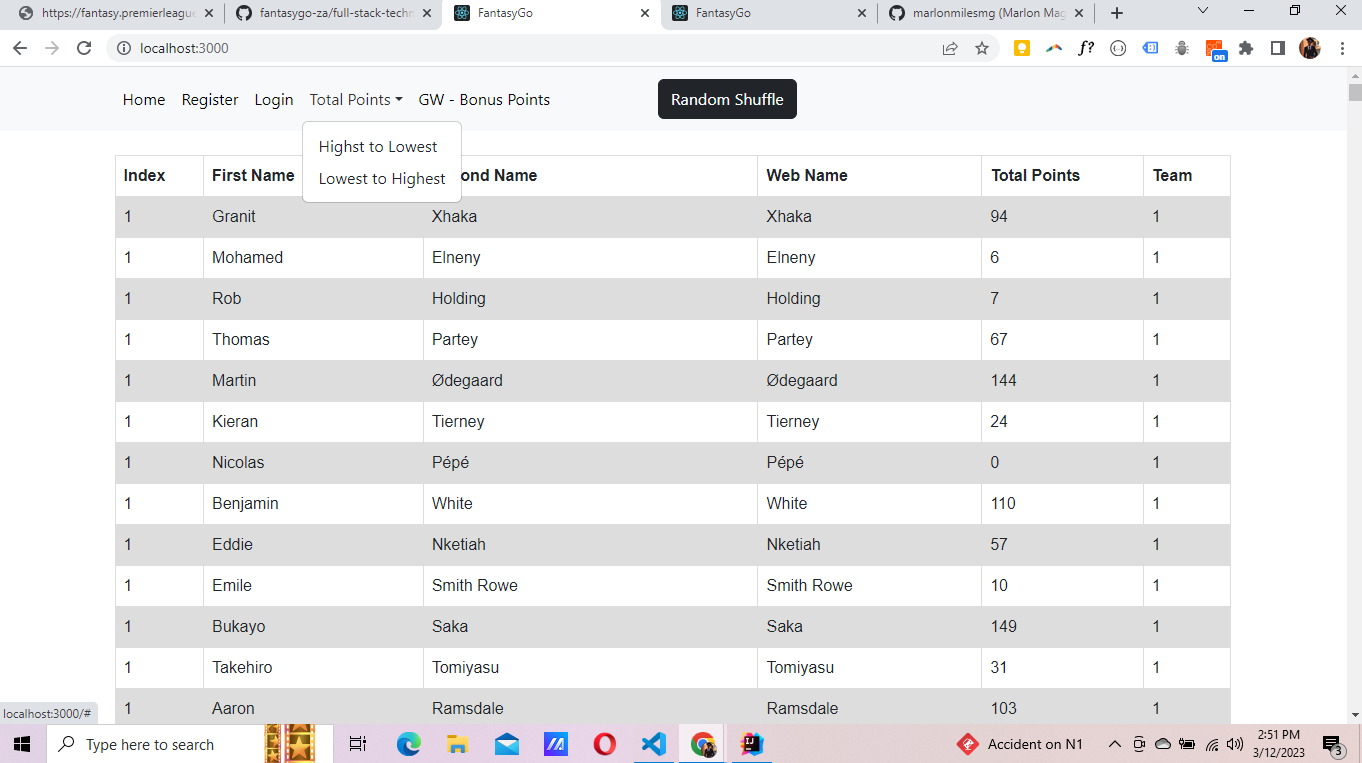 https://fantasy.premierleague
fantasygo-za/full-stack-techn
FantasyGo
FantasyGo
marlonmilesmg (Marlon Mag
localhost:3000
f?
on
Home Register Login Total Points GW - Bonus Points Random Shuffle
Highst to Lowest
Lowest to Highest
Index First Name ond Name Web Name Total Points Team
1 Granit Xhaka Xhaka 94 1
1 Mohamed Elneny Elneny 6 1
1 Rob Holding Holding 7 1
1 Thomas Partey Partey 67 1
1 Martin Ødegaard Ødegaard 144 1
1 Kieran Tierney Tierney 24 1
1 Nicolas Pépé Pépé 0 1
1 Benjamin White White 110 1
1 Eddie Nketiah Nketiah 57 1
1 Emile Smith Rowe Smith Rowe 10 1
1 Bukayo Saka Saka 149 1
1 Takehiro Tomiyasu Tomiyasu 31 1
1 Aaron Ramsdale Ramsdale 103 1
localhost:3000/#
Type here to search
Accident on N1
2:51 PM
3/12/2023
3